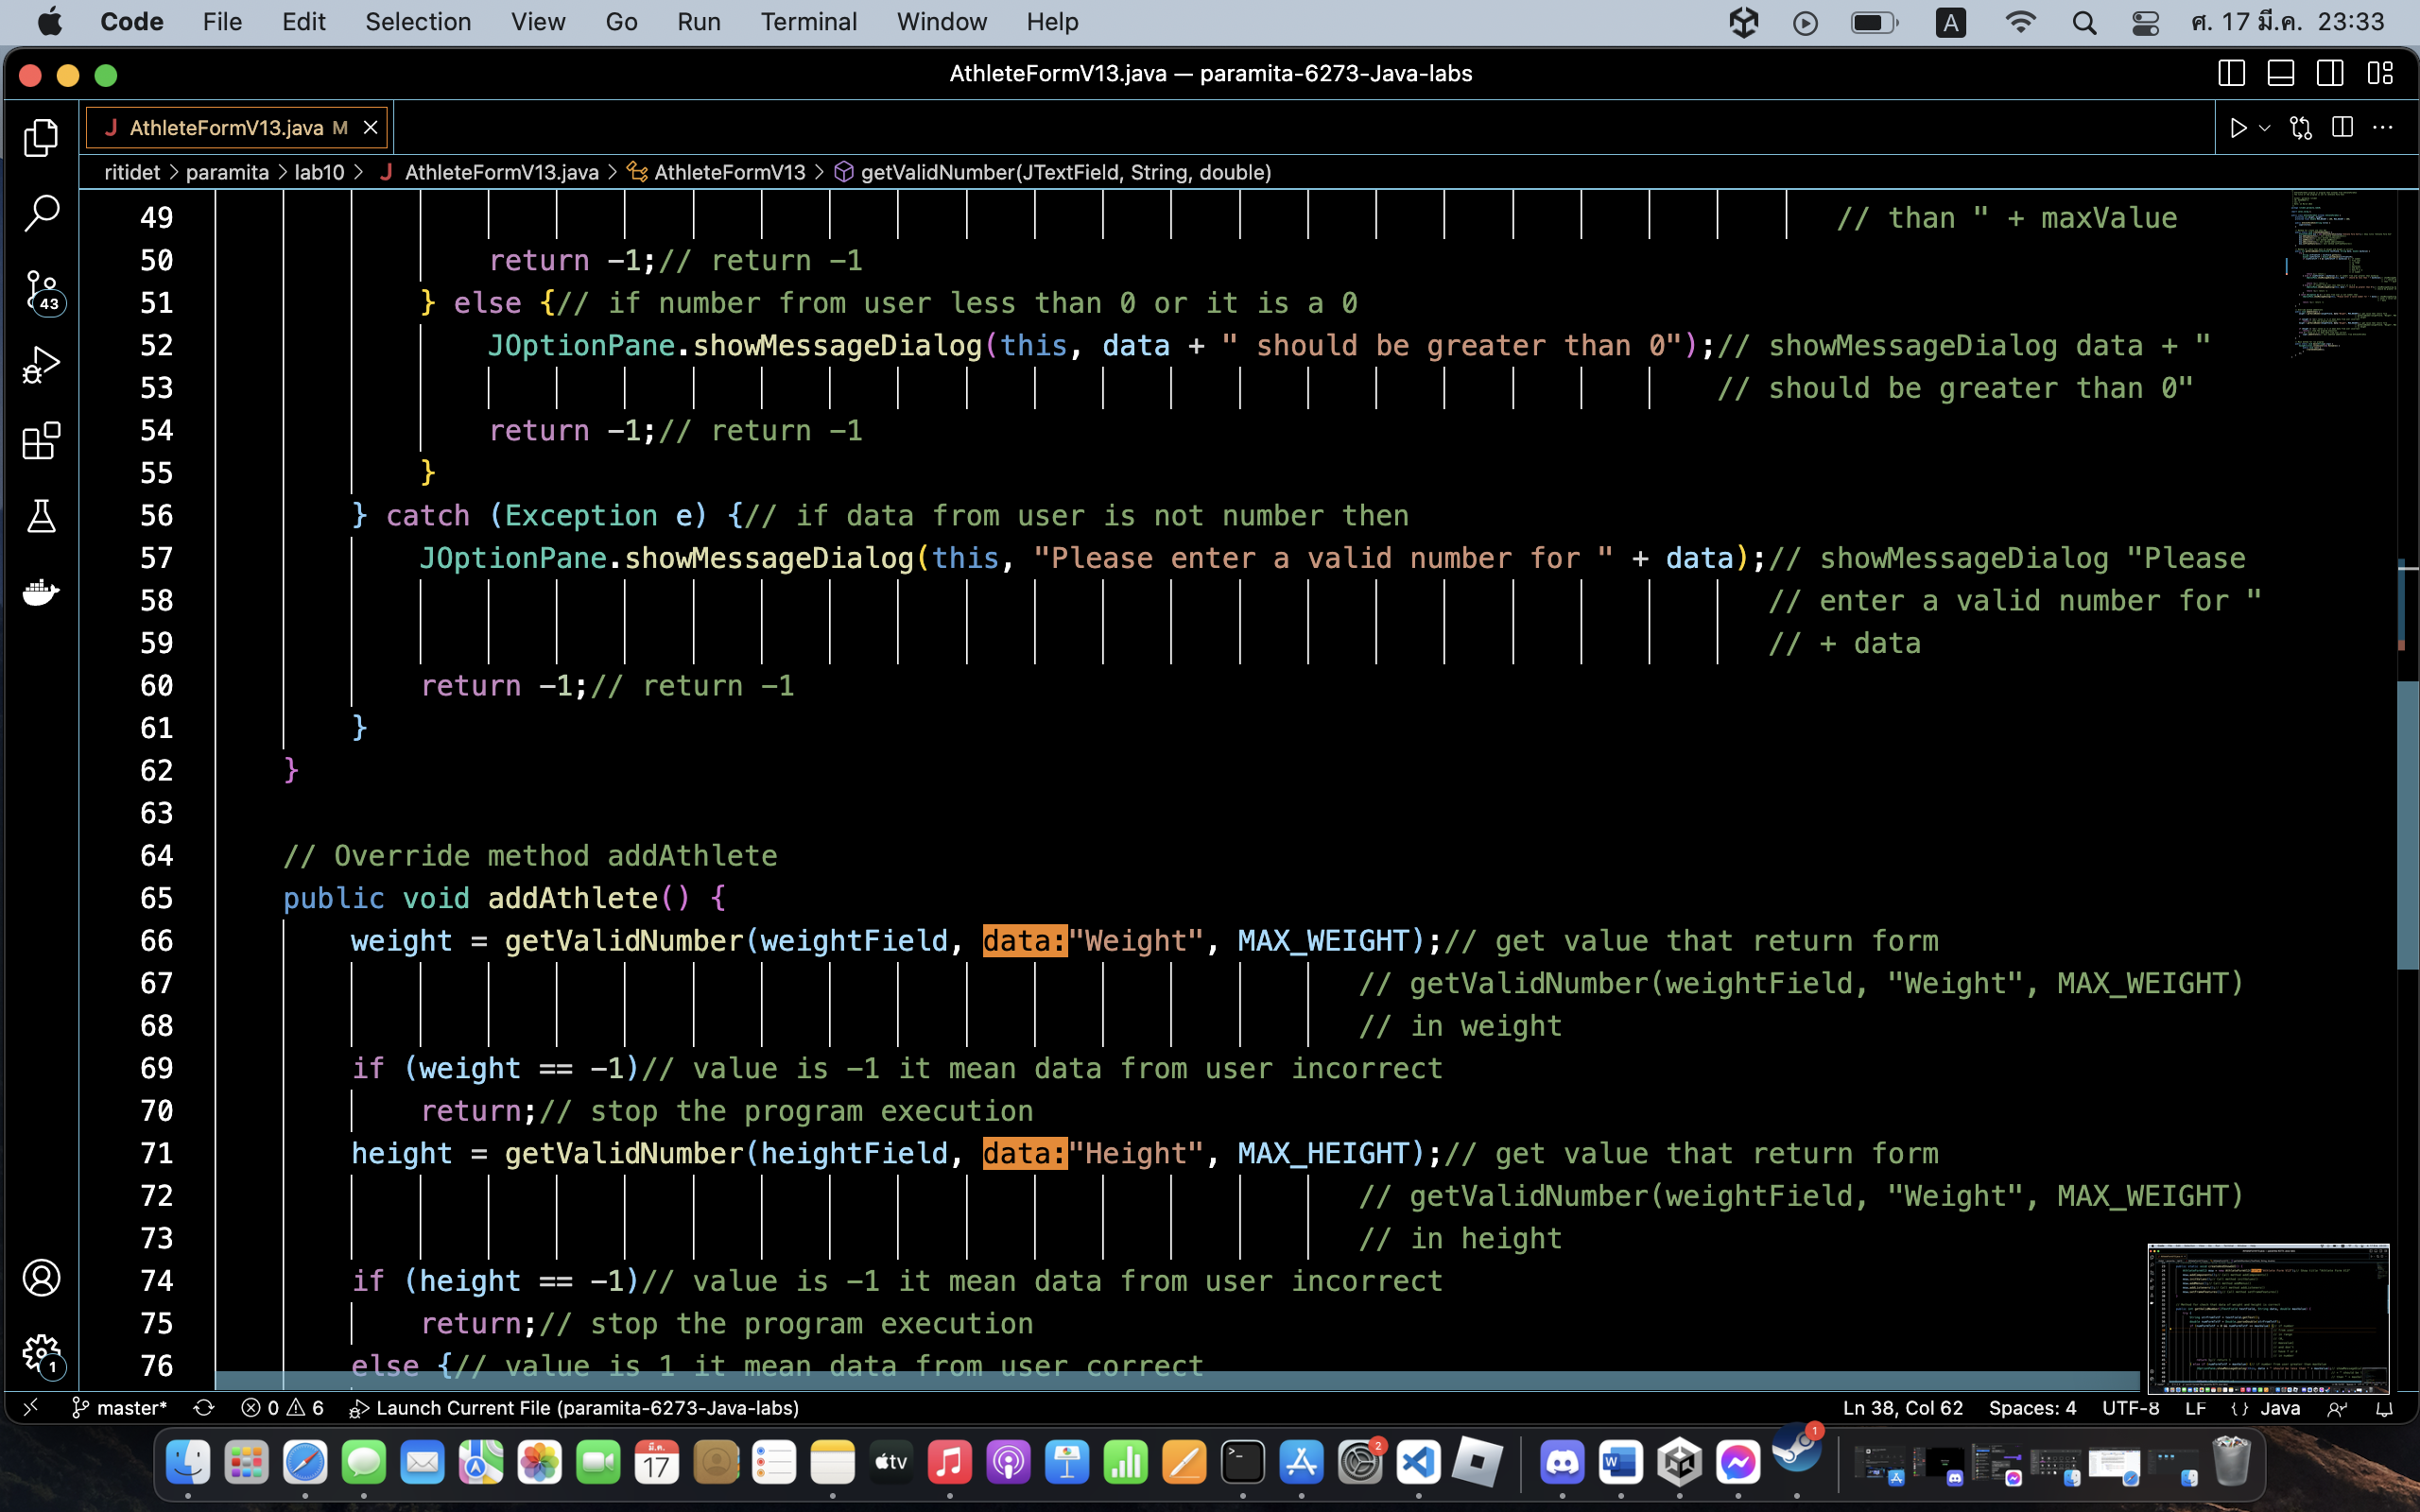 Code File Edit Selection View Go Run Terminal Window Help A ศ. 17 มี.ค. 23:33
AthleteFormV13.java — paramita-6273-Java-labs
J AthleteFormV13.java M
ritidet > paramita > lab10 > J AthleteFormV13.java > AthleteFormV13 > getValidNumber(JTextField, String, double)
49 // than " + maxValue
50 return -1;// return -1
51 } else {// if number from user less than 0 or it is a 0
52 JOptionPane.showMessageDialog(this, data + " should be greater than 0");// showMessageDialog data + "
53 // should be greater than 0"
54 return -1;// return -1
55 }
56 } catch (Exception e) {// if data from user is not number then
57 JOptionPane.showMessageDialog(this, "Please enter a valid number for " + data);// showMessageDialog "Please
58 // enter a valid number for "
59 // + data
60 return -1;// return -1
61 }
62 }
63
64 // Override method addAthlete
65 public void addAthlete() {
66 weight = getValidNumber(weightField, data:"Weight", MAX_WEIGHT);// get value that return form
67 // getValidNumber(weightField, "Weight", MAX_WEIGHT)
68 // in weight
69 if (weight == -1)// value is -1 it mean data from user incorrect
70 return;// stop the program execution
71 height = getValidNumber(heightField, data:"Height", MAX_HEIGHT);// get value that return form
72 // getValidNumber(weightField, "Weight", MAX_WEIGHT)
73 // in height
74 if (height == -1)// value is -1 it mean data from user incorrect
75 return;// stop the program execution
76 else {// value is 1 it mean data from user correct
43
1
master* 0 6 Launch Current File (paramita-6273-Java-labs) Ln 38, Col 62 Spaces: 4 UTF-8 LF {} Java
มี.ค.
17
tv
2
W
1